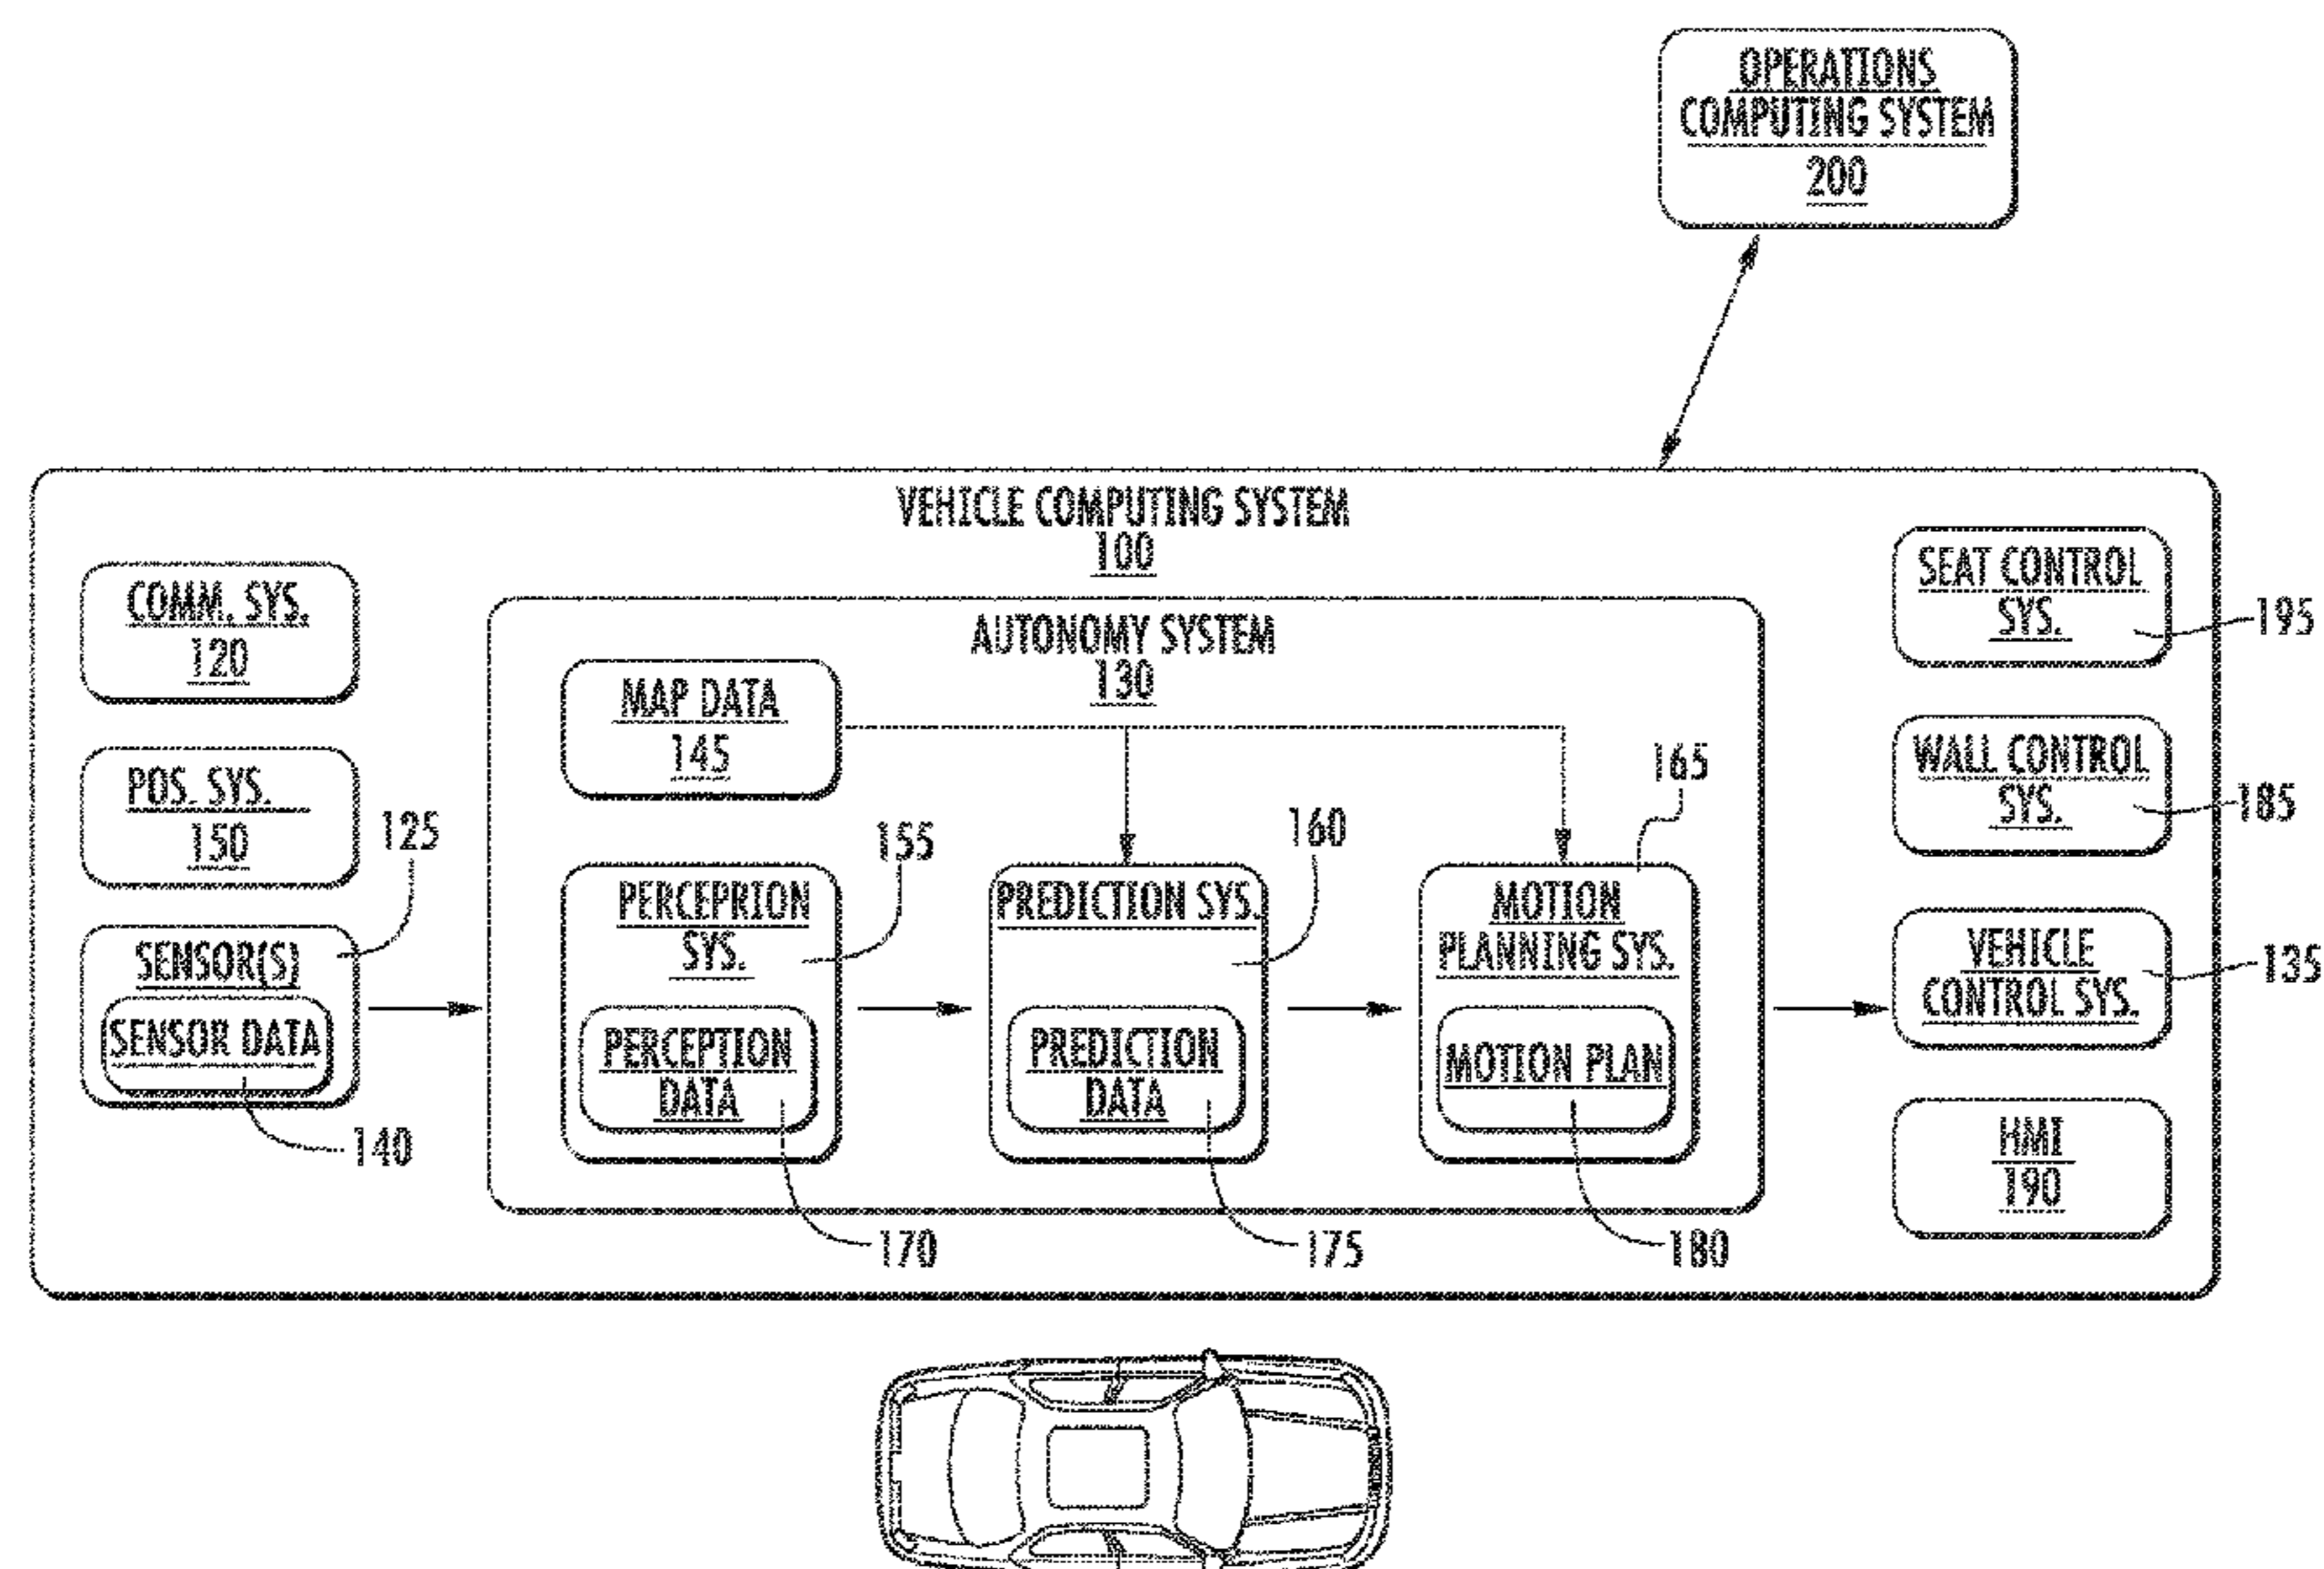 OPERATIONS
COMPUTING SYSTEM
200
VEHICLE COMPUTING SYSTEM
100
COMM. SYS.
120
POS. SYS.
150
125
SENSOR(S)
SENSOR DATA
140
AUTONOMY SYSTEM
130
MAP DATA
145
155
PERCEPRION
SYS.
PERCEPTION
DATA
170
160
PREDICTION SYS.
PREDICTION
DATA
175
165
MOTION
PLANNING SYS.
MOTION PLAN
180
SEAT CONTROL
SYS.
195
WALL CONTROL
SYS.
185
VEHICLE
CONTROL SYS.
135
HMI
190